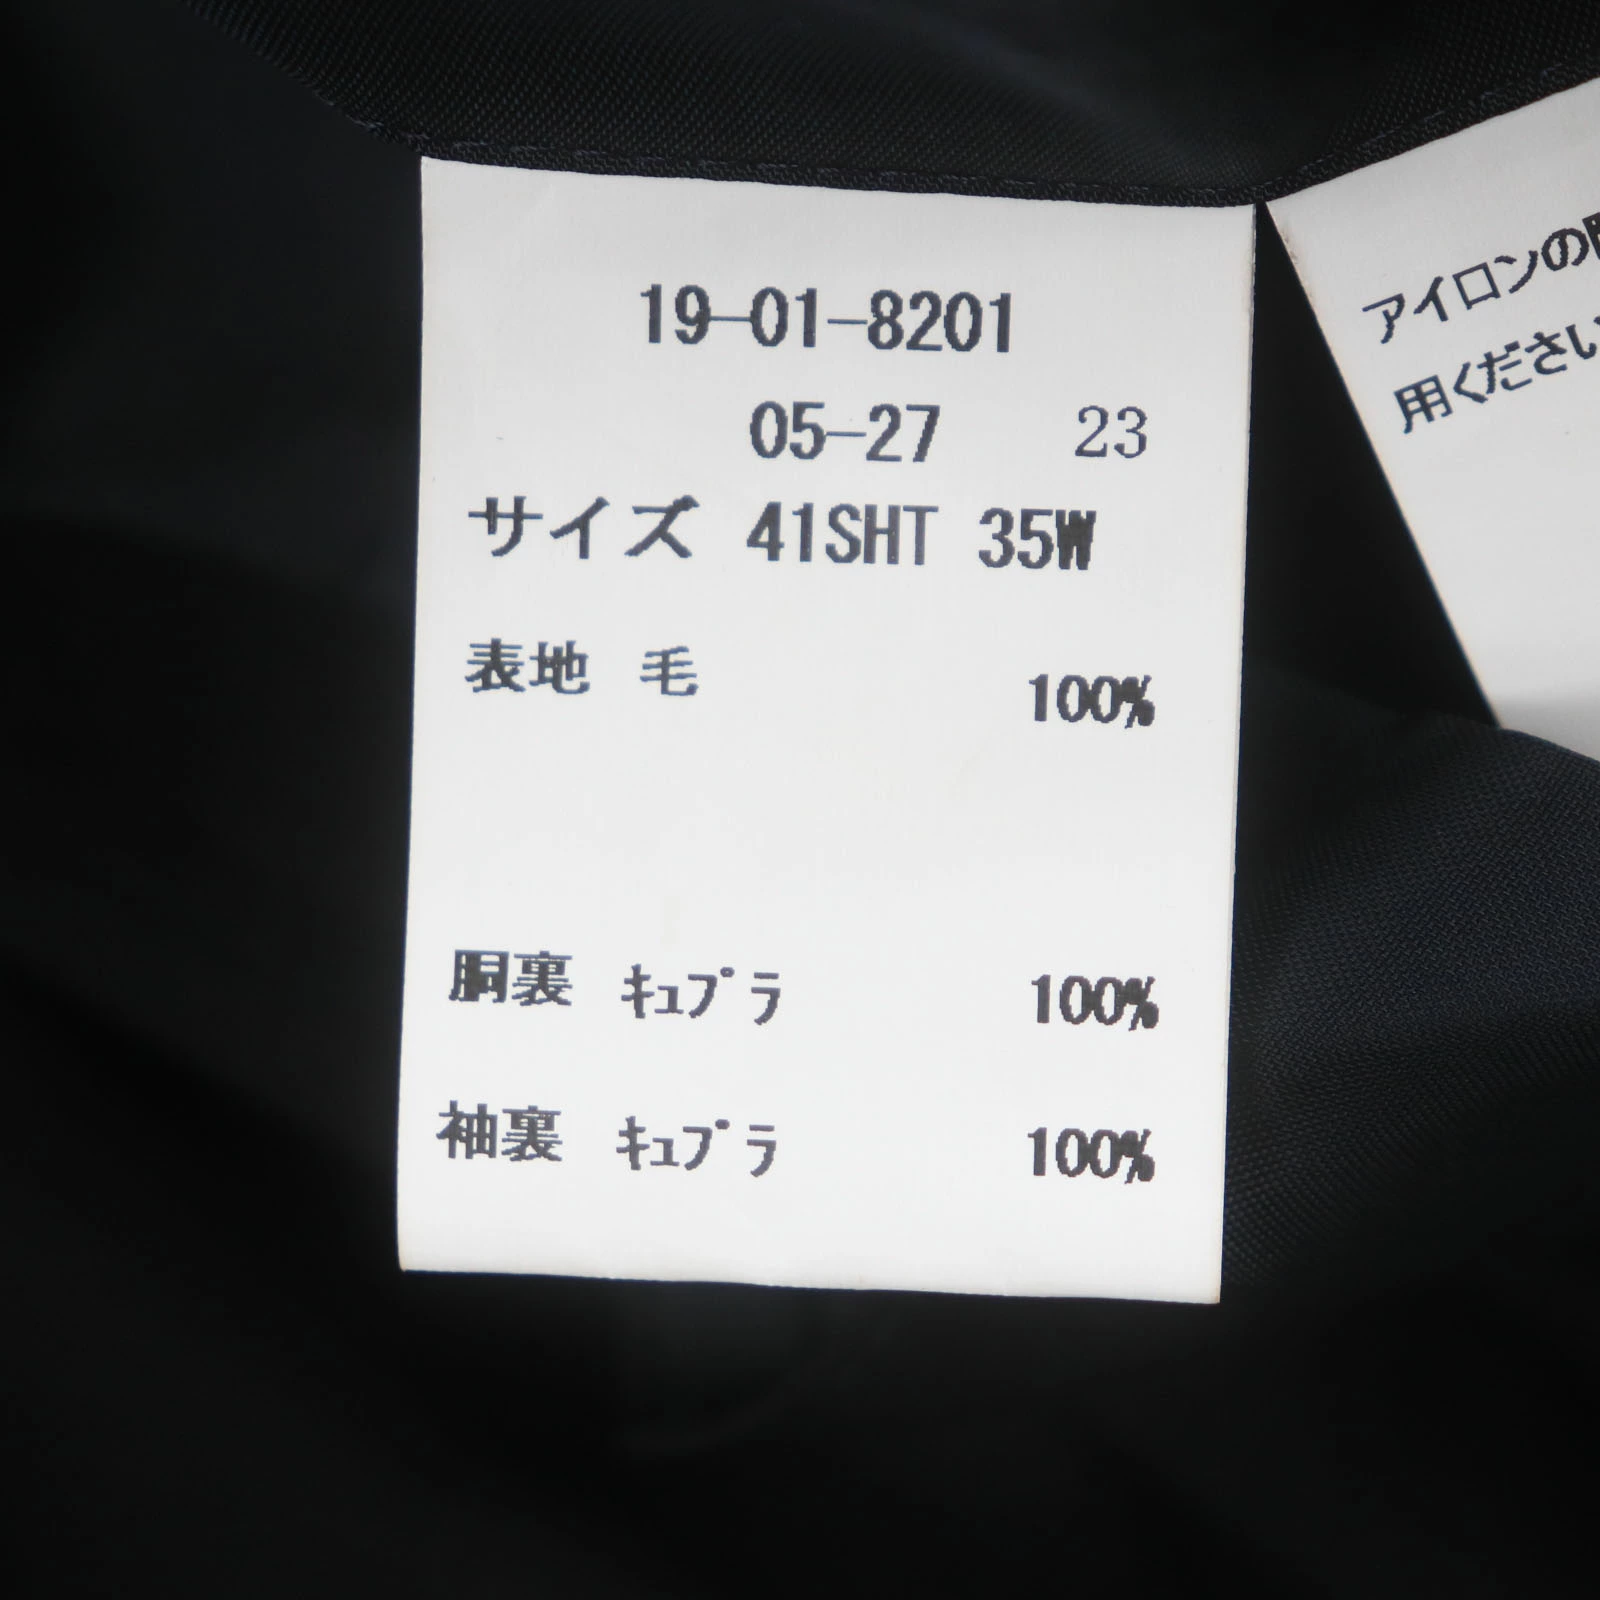 19-01-8201
05-27 23
サイズ 41SHT 35W
表地 毛 100%
胴裏 ｷｭﾌﾟﾗ 100%
袖裏 ｷｭﾌﾟﾗ 100%
アイロンの
用ください